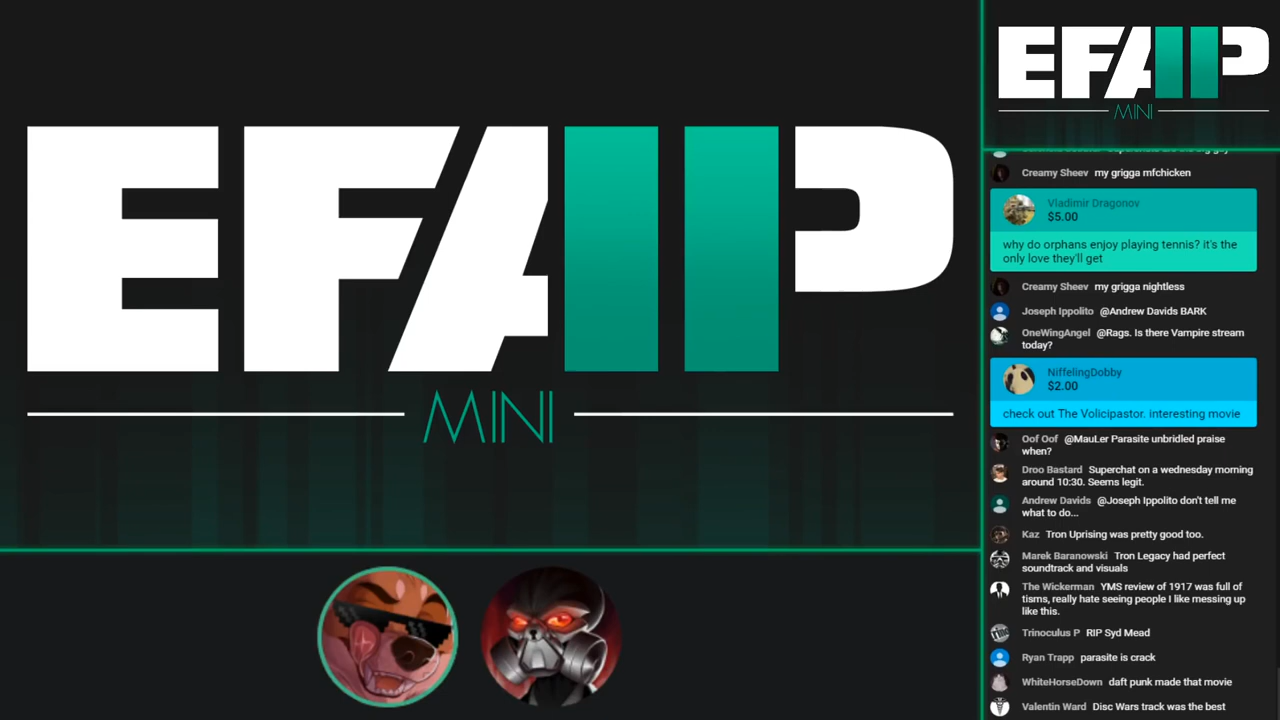 EFAP
MINI
EFAP
MINI
Creamy Sheev my grigga mfchicken
Vladimir Dragonov
$5.00
why do orphans enjoy playing tennis? it's the
only love they'll get
Creamy Sheev my grigga nightless
Joseph Ippolito @Andrew Davids BARK
OneWingAngel @Rags. Is there Vampire stream
today?
NiffelingDobby
$2.00
check out The Volicipastor. interesting movie
Oof Oof @MauLer Parasite unbridled praise
when?
Droo Bastard Superchat on a wednesday morning
around 10:30. Seems legit.
Andrew Davids @Joseph Ippolito don't tell me
what to do...
Kaz Tron Uprising was pretty good too.
Marek Baranowski Tron Legacy had perfect
soundtrack and visuals
The Wickerman YMS review of 1917 was full of
tisms, really hate seeing people I like messing up
like this.
Trinoculus P RIP Syd Mead
Ryan Trapp parasite is crack
WhiteHorseDown daft punk made that movie
Valentin Ward Disc Wars track was the best